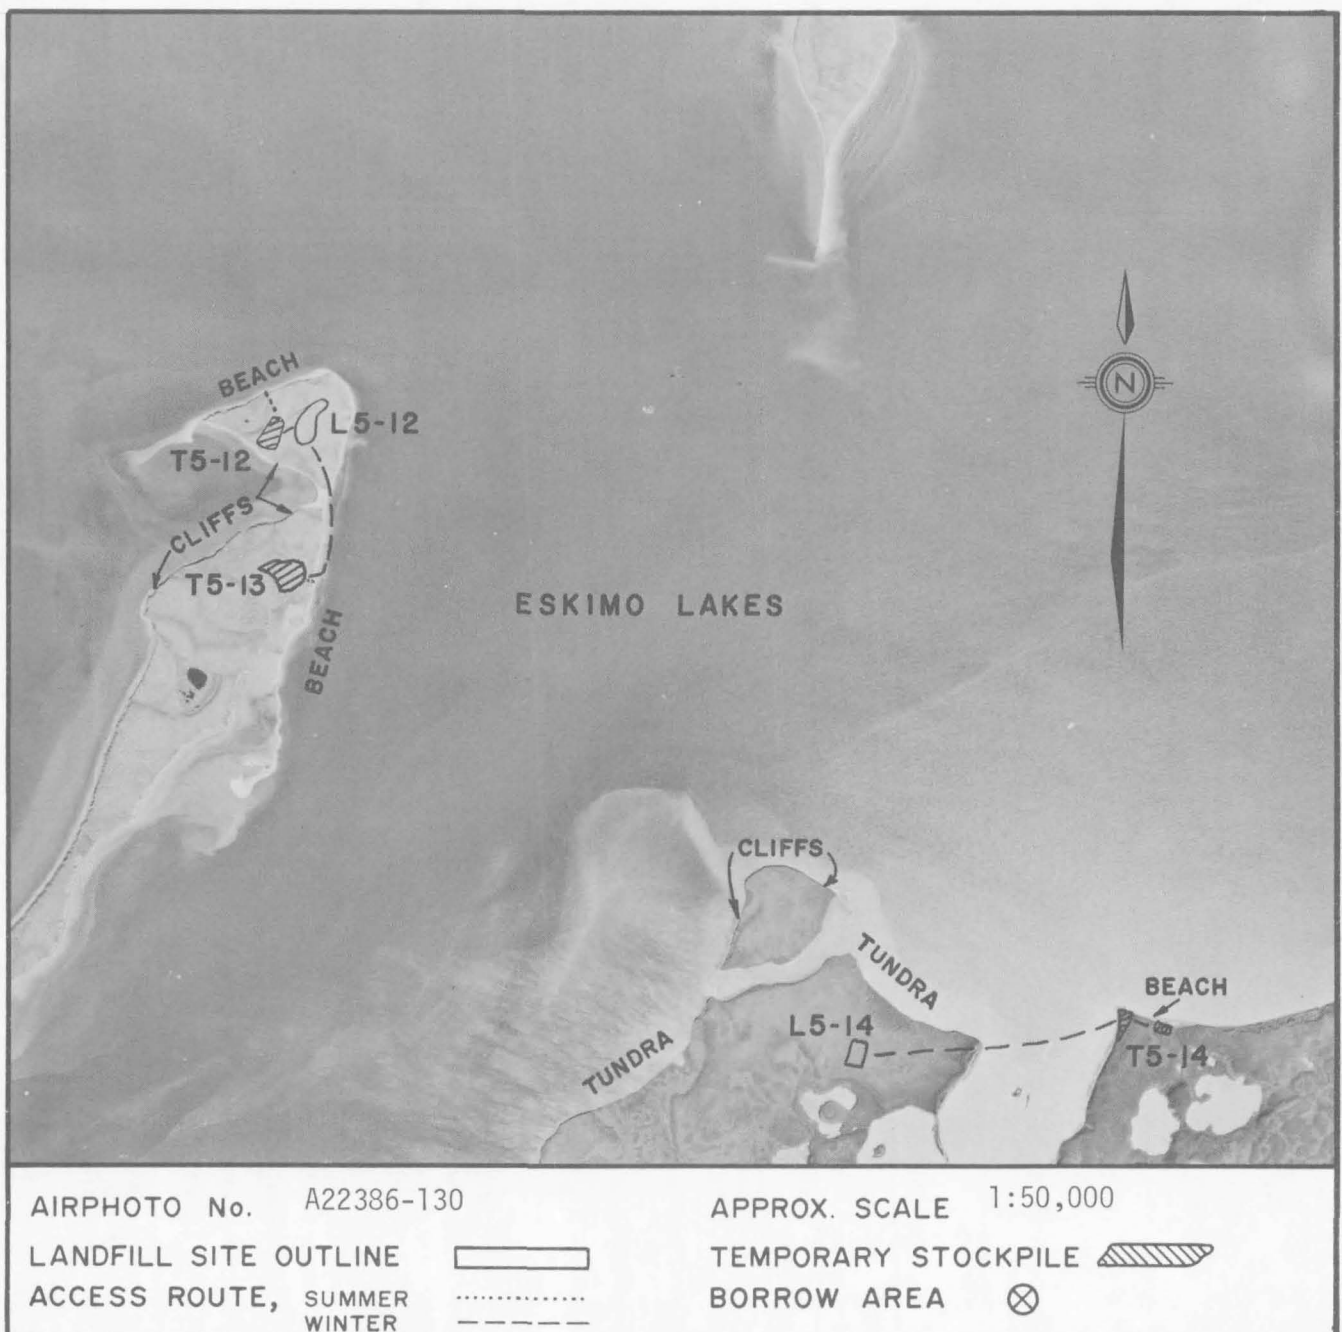 N
BEACH
L5-12
T5-12
CLIFFS
T5-13
BEACH
ESKIMO LAKES
CLIFFS
TUNDRA
BEACH
L5-14
T5-14
TUNDRA
AIRPHOTO No. A22386-130
APPROX. SCALE 1:50,000
LANDFILL SITE OUTLINE
TEMPORARY STOCKPILE
ACCESS ROUTE, SUMMER
WINTER
BORROW AREA